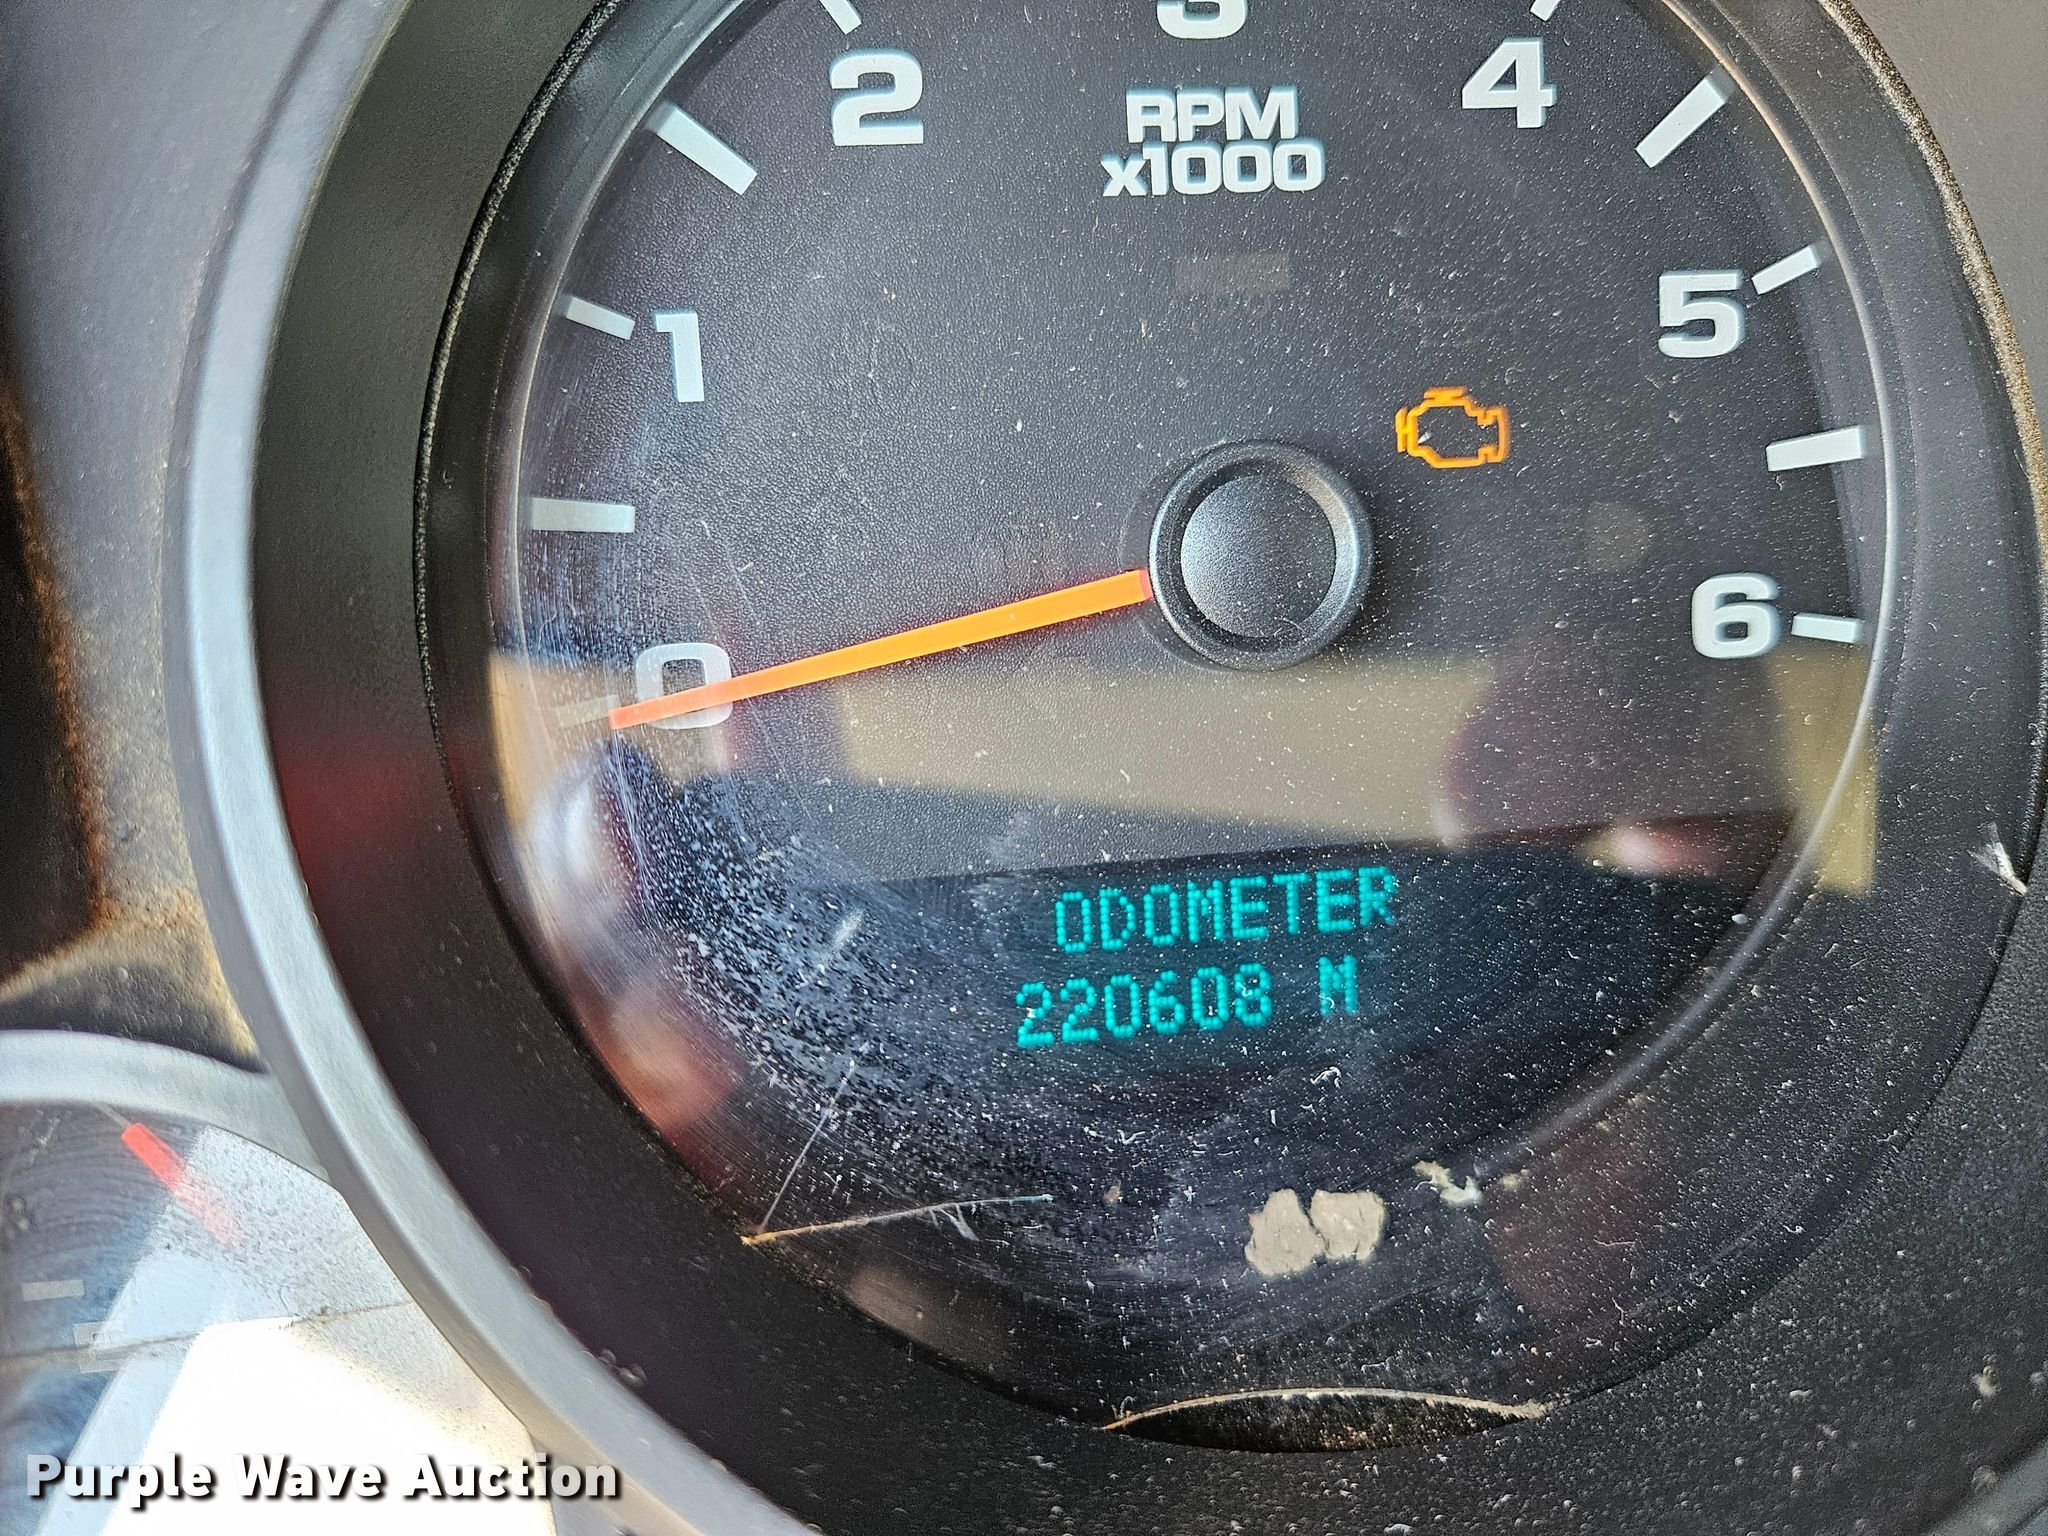 3
2
4
RPM
x1000
1
5
0
6
ODOMETER
220608 M
Purple Wave Auction